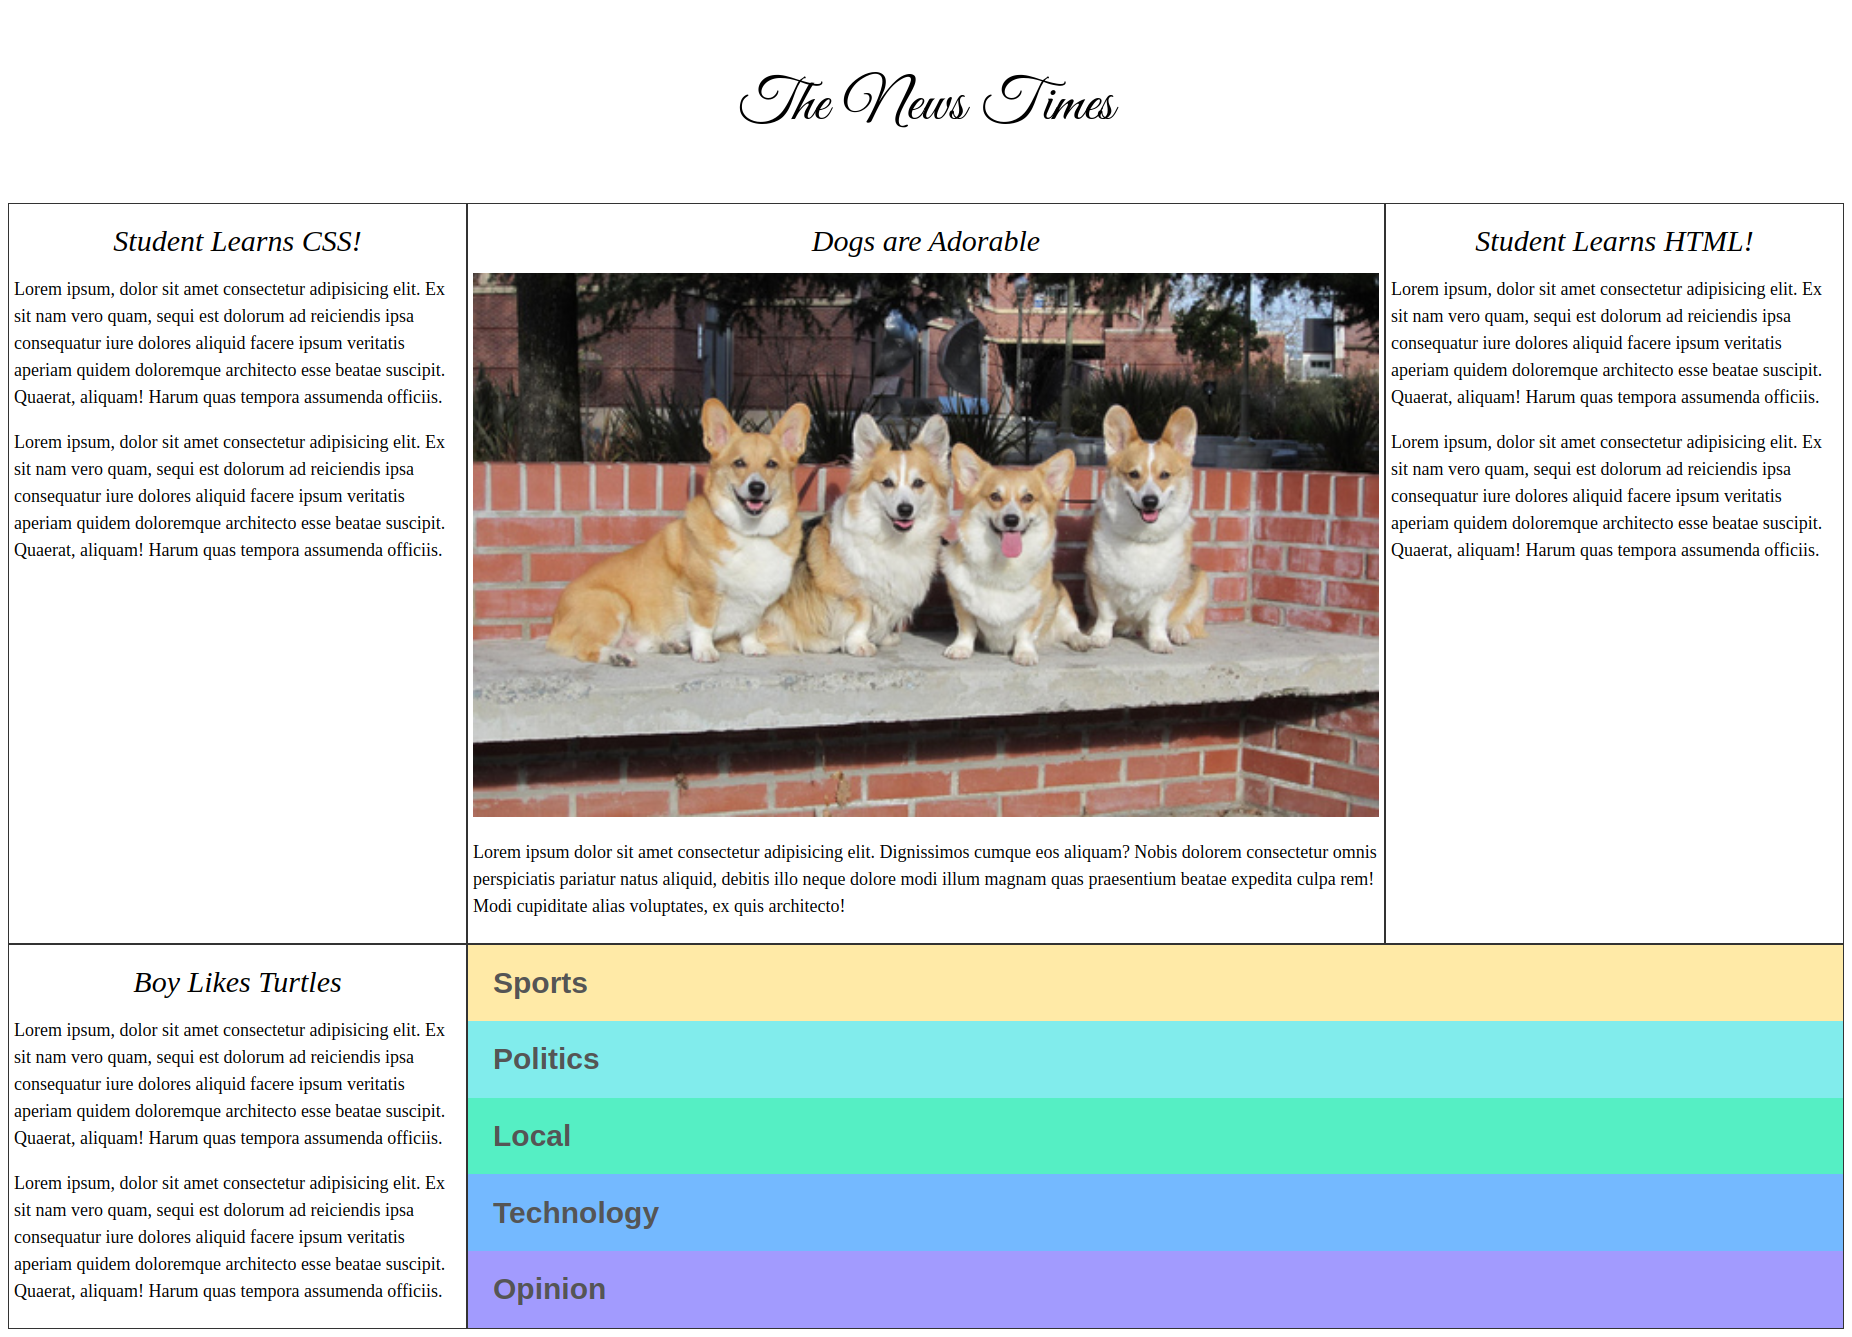 The News Times
Student Learns CSS!
Lorem ipsum, dolor sit amet consectetur adipisicing elit. Ex
sit nam vero quam, sequi est dolorum ad reiciendis ipsa
consequatur iure dolores aliquid facere ipsum veritatis
aperiam quidem doloremque architecto esse beatae suscipit.
Quaerat, aliquam! Harum quas tempora assumenda officiis.
Lorem ipsum, dolor sit amet consectetur adipisicing elit. Ex
sit nam vero quam, sequi est dolorum ad reiciendis ipsa
consequatur iure dolores aliquid facere ipsum veritatis
aperiam quidem doloremque architecto esse beatae suscipit.
Quaerat, aliquam! Harum quas tempora assumenda officiis.
Dogs are Adorable
Lorem ipsum dolor sit amet consectetur adipisicing elit. Dignissimos cumque eos aliquam? Nobis dolorem consectetur omnis
perspiciatis pariatur natus aliquid, debitis illo neque dolore modi illum magnam quas praesentium beatae expedita culpa rem!
Modi cupiditate alias voluptates, ex quis architecto!
Student Learns HTML!
Lorem ipsum, dolor sit amet consectetur adipisicing elit. Ex
sit nam vero quam, sequi est dolorum ad reiciendis ipsa
consequatur iure dolores aliquid facere ipsum veritatis
aperiam quidem doloremque architecto esse beatae suscipit.
Quaerat, aliquam! Harum quas tempora assumenda officiis.
Lorem ipsum, dolor sit amet consectetur adipisicing elit. Ex
sit nam vero quam, sequi est dolorum ad reiciendis ipsa
consequatur iure dolores aliquid facere ipsum veritatis
aperiam quidem doloremque architecto esse beatae suscipit.
Quaerat, aliquam! Harum quas tempora assumenda officiis.
Boy Likes Turtles
Lorem ipsum, dolor sit amet consectetur adipisicing elit. Ex
sit nam vero quam, sequi est dolorum ad reiciendis ipsa
consequatur iure dolores aliquid facere ipsum veritatis
aperiam quidem doloremque architecto esse beatae suscipit.
Quaerat, aliquam! Harum quas tempora assumenda officiis.
Lorem ipsum, dolor sit amet consectetur adipisicing elit. Ex
sit nam vero quam, sequi est dolorum ad reiciendis ipsa
consequatur iure dolores aliquid facere ipsum veritatis
aperiam quidem doloremque architecto esse beatae suscipit.
Quaerat, aliquam! Harum quas tempora assumenda officiis.
Sports
Politics
Local
Technology
Opinion